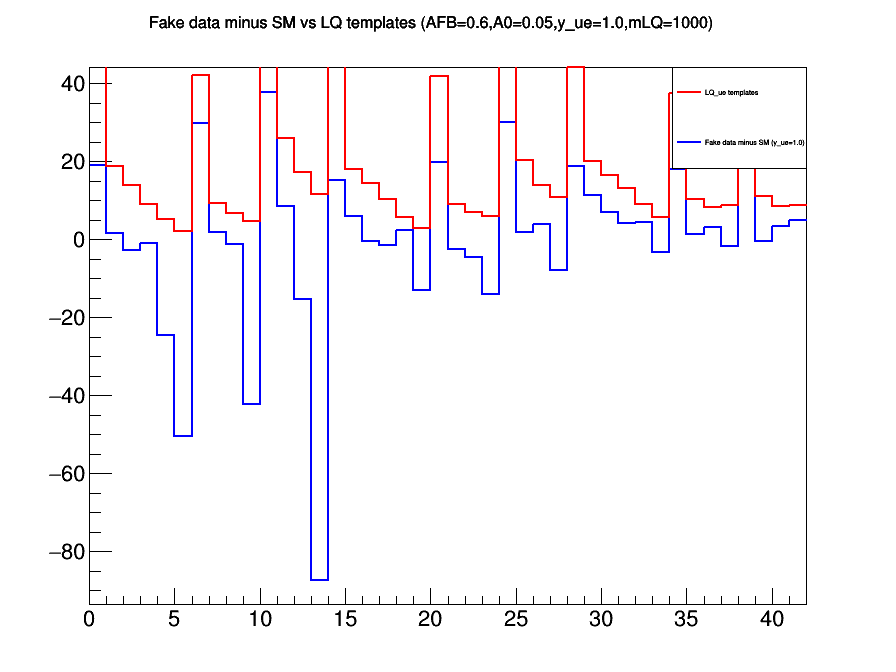 Fake data minus SM vs LQ templates (AFB=0.6,A0=0.05,y_ue=1.0,mLQ=1000)
LQ_ue templates
Fake data minus SM (y_ue=1.0)
40
20
0
−20
−40
−60
−80
0 5 10 15 20 25 30 35 40